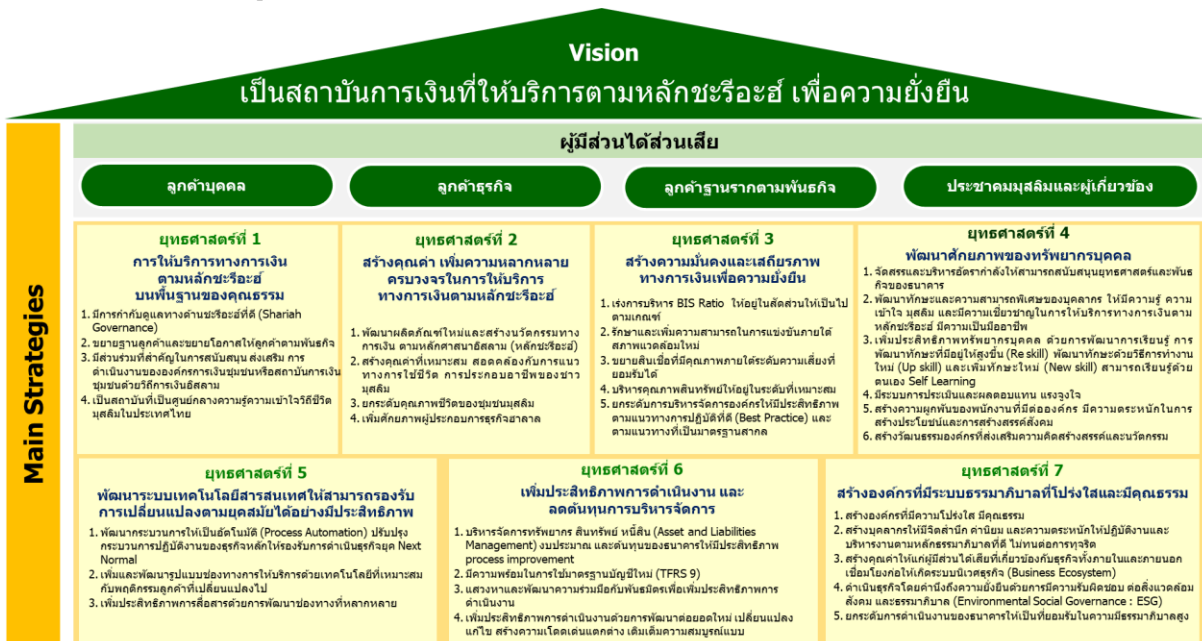 Vision
เป็นสถาบันการเงินที่ให้บริการตามหลักชะรีอะฮ์ เพื่อความยั่งยืน
ผู้มีส่วนได้ส่วนเสีย
ลูกค้าบุคคล
ลูกค้าธุรกิจ
ลูกค้าฐานรากตามพันธกิจ
ประชาคมมุสลิมและผู้เกี่ยวข้อง
Main Strategies
ยุทธศาสตร์ที่ 1
การให้บริการทางการเงิน
ตามหลักชะรีอะฮ์
บนพื้นฐานของคุณธรรม
1. มีการกำกับดูแลทางด้านชะรีอะฮ์ที่ดี (Shariah
Governance)
2. ขยายฐานลูกค้าและขยายโอกาสให้ลูกค้าตามพันธกิจ
3. มีส่วนร่วมที่สำคัญในการสนับสนุน ส่งเสริม การ
ดำเนินงานขององค์กรการเงินชุมชนหรือสถาบันการเงิน
ชุมชนด้วยวิถีการเงินอิสลาม
4. เป็นสถาบันที่เป็นศูนย์กลางความรู้ความเข้าใจวิถีชีวิต
มุสลิมในประเทศไทย
ยุทธศาสตร์ที่ 2
สร้างคุณค่า เพิ่มความหลากหลาย
ครบวงจรในการให้บริการ
ทางการเงินตามหลักชะรีอะฮ์
1. พัฒนาผลิตภัณฑ์ใหม่และสร้างนวัตกรรมทาง
การเงิน ตามหลักศาสนาอิสลาม (หลักชะรีอะฮ์)
2. สร้างคุณค่าที่เหมาะสม สอดคล้องกับการแนว
ทางการใช้ชีวิต การประกอบอาชีพของชาว
มุสลิม
3. ยกระดับคุณภาพชีวิตของชุมชนมุสลิม
4. เพิ่มศักยภาพผู้ประกอบการธุรกิจฮาลาล
ยุทธศาสตร์ที่ 3
สร้างความมั่นคงและเสถียรภาพ
ทางการเงินเพื่อความยั่งยืน
1. เร่งการบริหาร BIS Ratio ให้อยู่ในสัดส่วนให้เป็นไป
ตามเกณฑ์
2. รักษาและเพิ่มความสามารถในการแข่งขันภายใต้
สภาพแวดล้อมใหม่
3. ขยายสินเชื่อที่มีคุณภาพภายใต้ระดับความเสี่ยงที่
ยอมรับได้
4. บริหารคุณภาพสินทรัพย์ให้อยู่ในระดับที่เหมาะสม
5. ยกระดับการบริหารจัดการองค์กรให้มีประสิทธิภาพ
ตามแนวทางการปฏิบัติที่ดี (Best Practice) และ
ตามแนวทางที่เป็นมาตรฐานสากล
ยุทธศาสตร์ที่ 4
พัฒนาศักยภาพของทรัพยากรบุคคล
1. จัดสรรและบริหารอัตรากำลังให้สามารถสนับสนุนยุทธศาสตร์และพันธ
กิจของธนาคาร
2. พัฒนาทักษะและความสามารถพิเศษของบุคลากร ให้มีความรู้ ความ
เข้าใจ มุสลิม และมีความเชี่ยวชาญในการให้บริการทางการเงินตาม
หลักชะรีอะฮ์ มีความเป็นมืออาชีพ
3. เพิ่มประสิทธิภาพทรัพยากรบุคคล ด้วยการพัฒนาการเรียนรู้ การ
พัฒนาทักษะที่มีอยู่ให้สูงขึ้น (Re skill) พัฒนาทักษะด้วยวิธีการทำงาน
ใหม่ (Up skill) และเพิ่มทักษะใหม่ (New skill) สามารถเรียนรู้ด้วย
ตนเอง Self Learning
4. มีระบบการประเมินและผลตอบแทน แรงจูงใจ
5. สร้างความผูกพันของพนักงานที่มีต่อองค์กร มีความตระหนักในการ
สร้างประโยชน์และการสร้างสรรค์สังคม
6. สร้างวัฒนธรรมองค์กรที่ส่งเสริมความคิดสร้างสรรค์และนวัตกรรม
ยุทธศาสตร์ที่ 5
พัฒนาระบบเทคโนโลยีสารสนเทศให้สามารถรองรับ
การเปลี่ยนแปลงตามยุคสมัยได้อย่างมีประสิทธิภาพ
1. พัฒนากระบวนการให้เป็นอัตโนมัติ (Process Automation) ปรับปรุง
กระบวนการปฏิบัติงานของธุรกิจหลักให้รองรับการดำเนินธุรกิจยุค Next
Normal
2. เพิ่มและพัฒนารูปแบบช่องทางการให้บริการด้วยเทคโนโลยีที่เหมาะสม
กับพฤติกรรมลูกค้าที่เปลี่ยนแปลงไป
3. เพิ่มประสิทธิภาพการสื่อสารด้วยการพัฒนาช่องทางที่หลากหลาย
ยุทธศาสตร์ที่ 6
เพิ่มประสิทธิภาพการดำเนินงาน และ
ลดต้นทุนการบริหารจัดการ
1. บริหารจัดการทรัพยากร สินทรัพย์ หนี้สิน (Asset and Liabilities
Management) งบประมาณ และต้นทุนของธนาคารให้มีประสิทธิภาพ
process improvement
2. มีความพร้อมในการใช้มาตรฐานบัญชีใหม่ (TFRS 9)
3. แสวงหาและพัฒนาความร่วมมือกับพันธมิตรเพื่อเพิ่มประสิทธิภาพการ
ดำเนินงาน
4. เพิ่มประสิทธิภาพการดำเนินงานด้วยการพัฒนาต่อยอดใหม่ เปลี่ยนแปลง
แก้ไข สร้างความโดดเด่นแตกต่าง เติมเต็มความสมบูรณ์แบบ
ยุทธศาสตร์ที่ 7
สร้างองค์กรที่มีระบบธรรมาภิบาลที่โปร่งใสและมีคุณธรรม
1. สร้างองค์กรที่มีความโปร่งใส มีคุณธรรม
2. สร้างบุคลากรให้มีจิตสำนึก ค่านิยม และความตระหนักให้ปฏิบัติงานและ
บริหารงานตามหลักธรรมาภิบาลที่ดี ไม่ทนต่อการทุจริต
3. สร้างคุณค่าให้แก่ผู้มีส่วนได้เสียที่เกี่ยวข้องกับธุรกิจทั้งภายในและภายนอก
เชื่อมโยงก่อให้เกิดระบบนิเวศธุรกิจ (Business Ecosystem)
4. ดำเนินธุรกิจโดยคำนึงถึงความยั่งยืนด้วยการมีความรับผิดชอบ ต่อสิ่งแวดล้อม
สังคม และธรรมาภิบาล (Environmental Social Governance : ESG)
5. ยกระดับการดำเนินงานของธนาคารให้เป็นที่ยอมรับในความมีธรรมาภิบาลสูง